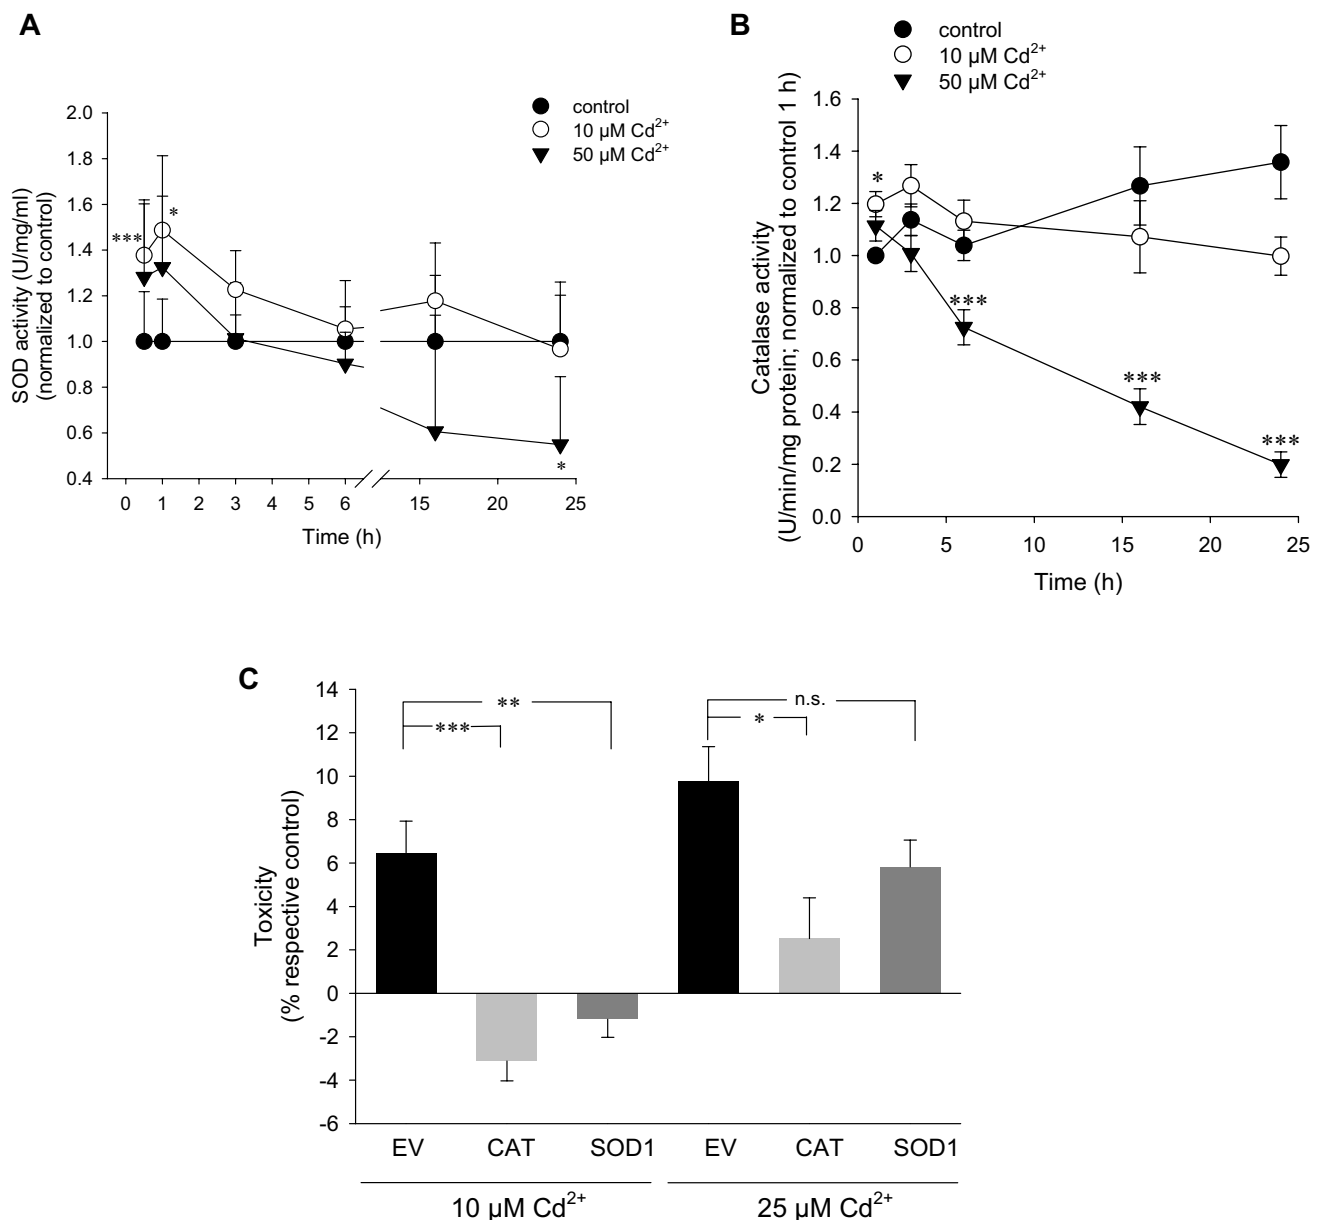 A
control
10 µM Cd2+
50 µM Cd2+
SOD activity (U/mg/ml)
(normalized to control)
2.0
1.8
1.6
1.4
1.2
1.0
0.8
0.6
0.4
***
*
*
0 1 2 3 4 5 6 15 20 25
Time (h)
B
control
10 µM Cd2+
50 µM Cd2+
Catalase activity
(U/min/mg protein; normalized to control 1 h)
1.6
1.4
1.2
1.0
0.8
0.6
0.4
0.2
0.0
*
***
***
***
0 5 10 15 20 25
Time (h)
C
Toxicity
(% respective control)
14
12
10
8
6
4
2
0
-2
-4
-6
**
***
n.s.
*
EV CAT SOD1 EV CAT SOD1
10 µM Cd2+ 25 µM Cd2+